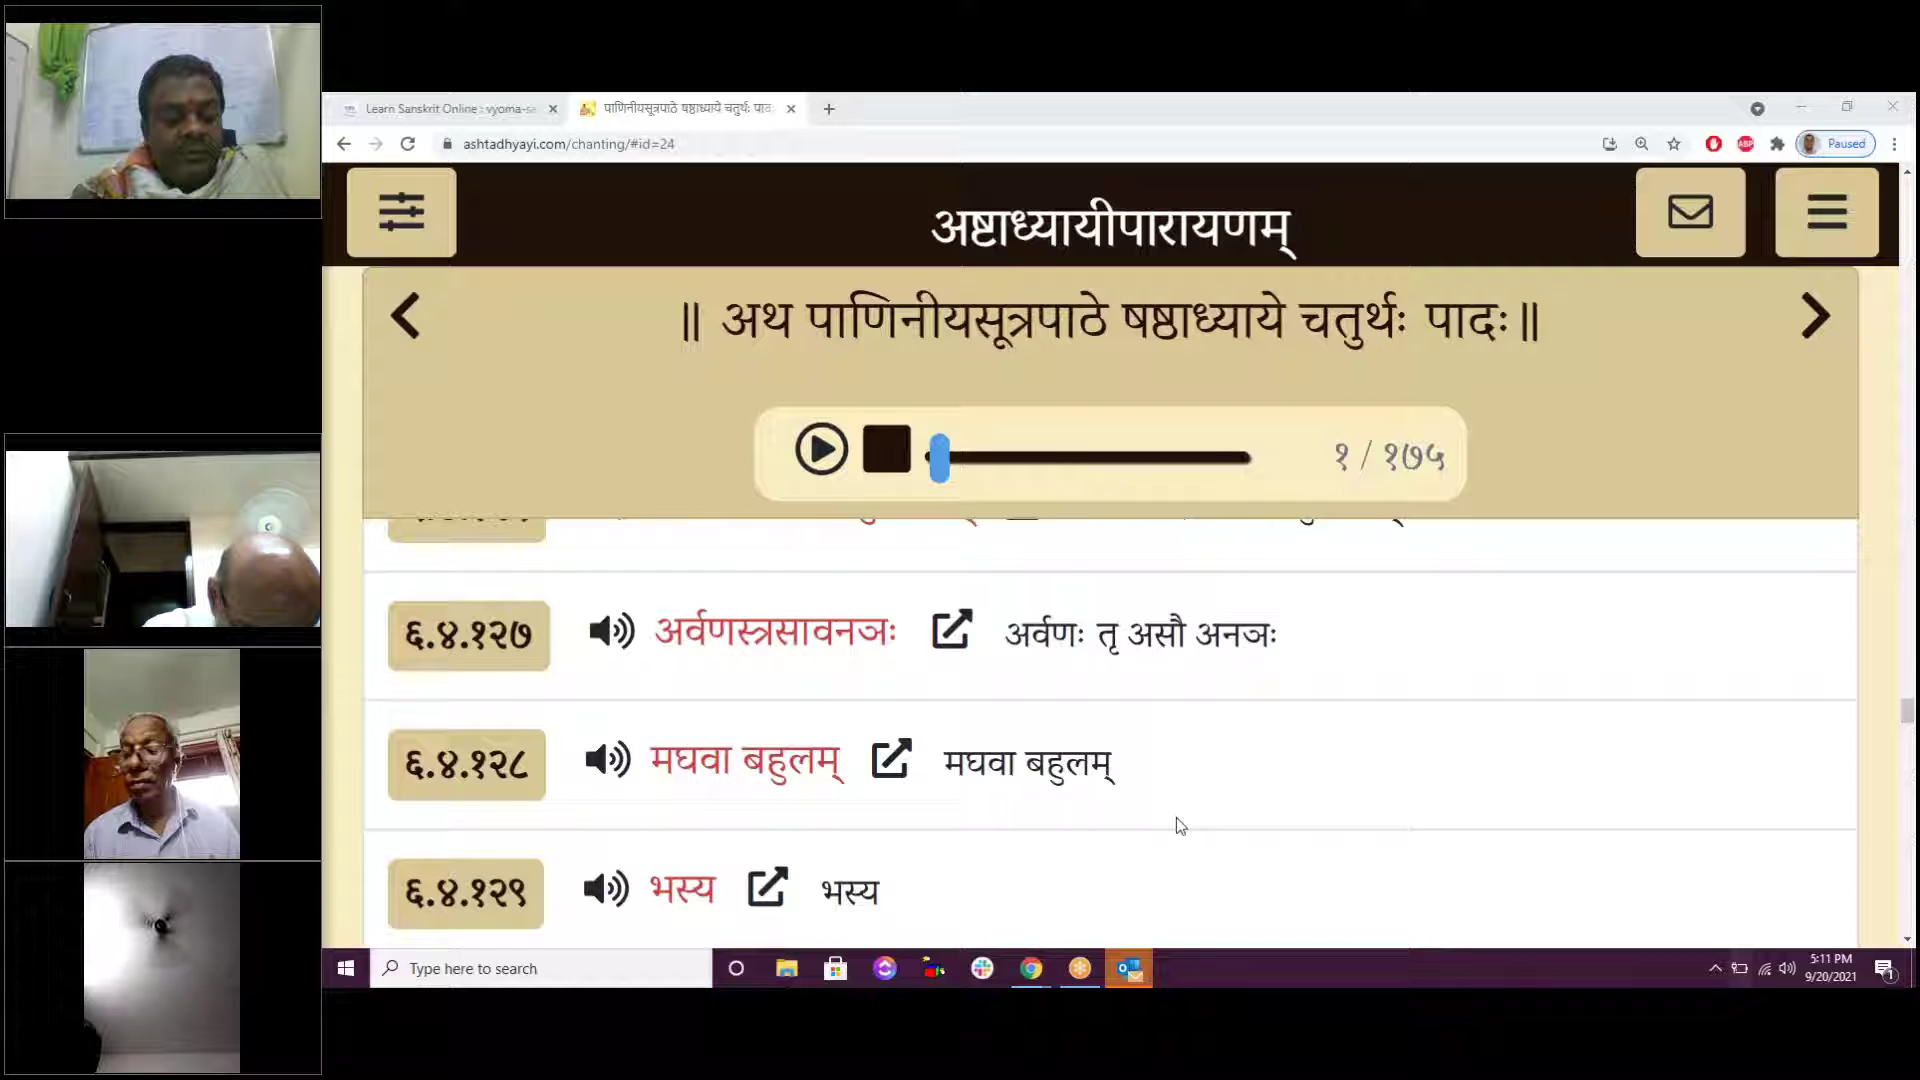 Learn Sanskrit Online : vyoma-sa
पाणिनीयसूत्रपाठे षष्ठाध्याये चतुर्थः पाद
ashtadhyayi.com/chanting/#id=24
ABP
Paused
अष्टाध्यायीपारायणम्
॥ अथ पाणिनीयसूत्रपाठे षष्ठाध्याये चतुर्थः पादः॥
१ / १७५
६.४.१२७ अर्वणस्त्रसावनञः अर्वणः तृ असौ अनञः
६.४.१२८ मघवा बहुलम् मघवा बहुलम्
६.४.१२९ भस्य भस्य
Type here to search
5:11 PM
9/20/2021
1